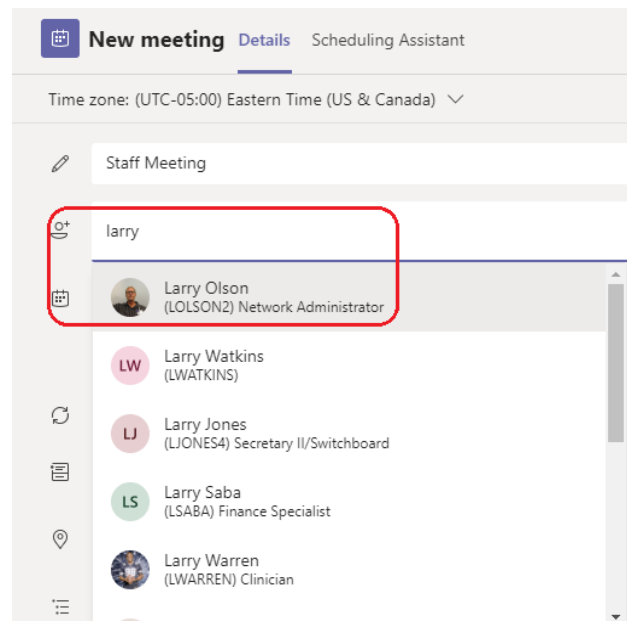 New meeting Details Scheduling Assistant
Time zone: (UTC-05:00) Eastern Time (US & Canada)
Staff Meeting
larry
Larry Olson
(LOLSON2) Network Administrator
LW Larry Watkins
(LWATKINS)
LJ Larry Jones
(LJONES4) Secretary II/Switchboard
LS Larry Saba
(LSABA) Finance Specialist
Larry Warren
(LWARREN) Clinician